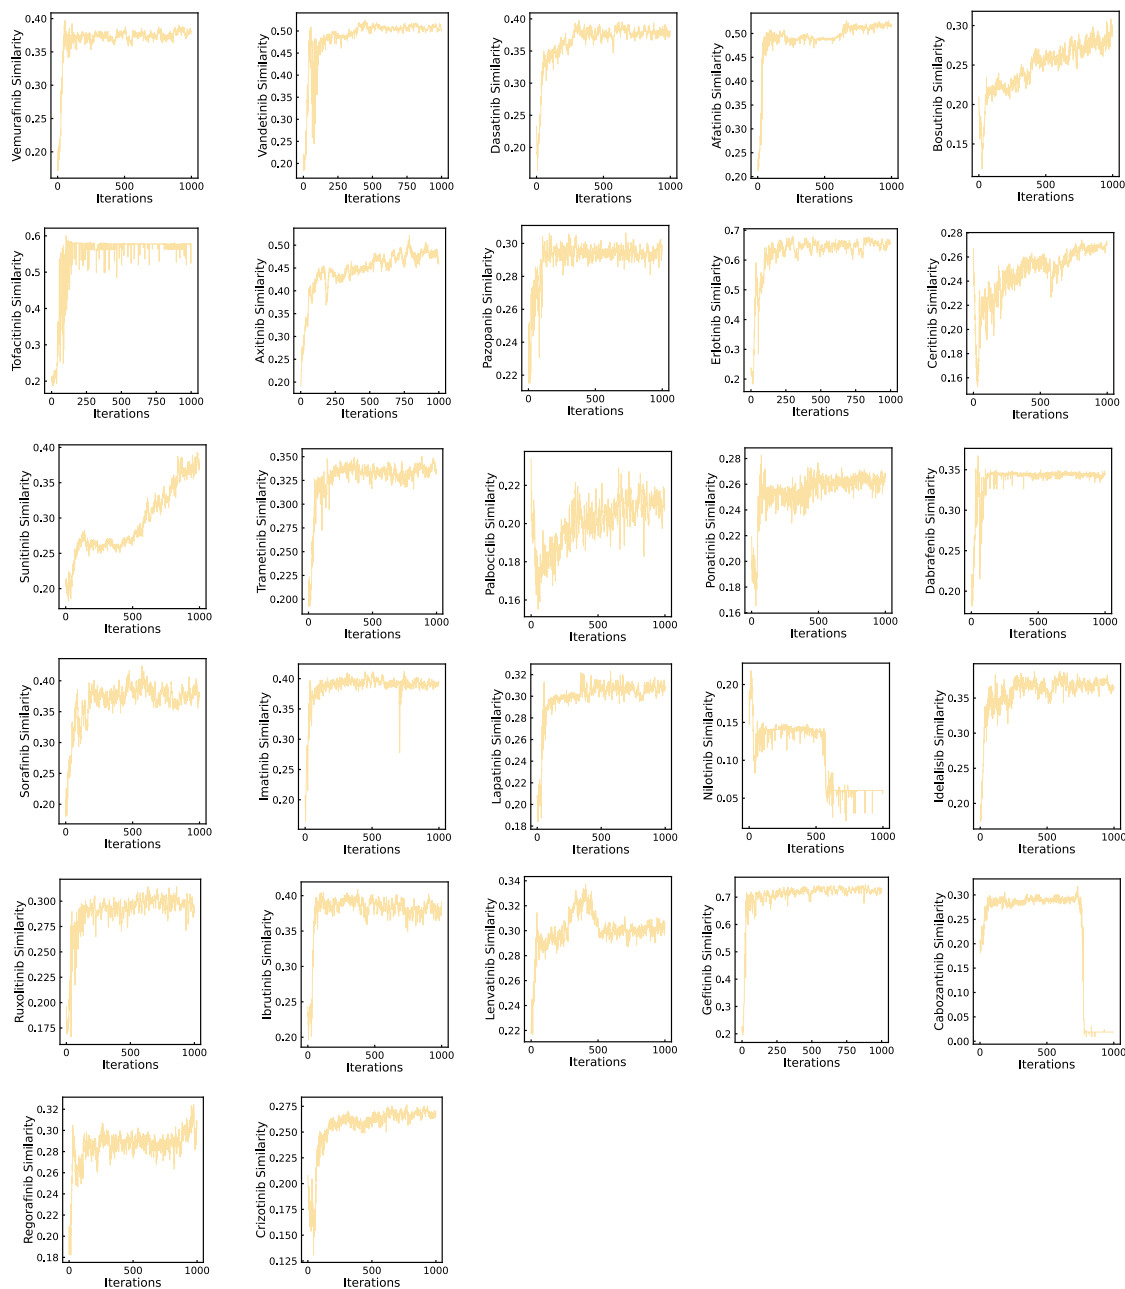 Vemurafinib Similarity
0.40
0.35
0.30
0.25
0.20
0 500 1000
Iterations
Vandetinib Similarity
0.50
0.45
0.40
0.35
0.30
0.25
0.20
0 500 1000
Iterations
Dasatinib Similarity
0.40
0.35
0.30
0.25
0.20
0 500 1000
Iterations
Afatinib Similarity
0.50
0.45
0.40
0.35
0.30
0.25
0.20
0 500 1000
Iterations
Bosutinib Similarity
0.30
0.25
0.20
0.15
0 500 1000
Iterations
Tofacitinib Similarity
0.6
0.5
0.4
0.3
0.2
0 250 500 750 1000
Iterations
Axitinib Similarity
0.50
0.45
0.40
0.35
0.30
0.25
0.20
0 250 500 750 1000
Iterations
Pazopanib Similarity
0.30
0.28
0.26
0.24
0.22
0 500 1000
Iterations
Erlotinib Similarity
0.7
0.6
0.5
0.4
0.3
0.2
0 250 500 750 1000
Iterations
Ceritinib Similarity
0.28
0.26
0.24
0.22
0.20
0.18
0.16
0 500 1000
Iterations
Sunitinib Similarity
0.40
0.35
0.30
0.25
0.20
0 500 1000
Iterations
Trametinib Similarity
0.350
0.325
0.300
0.275
0.250
0.225
0.200
0 500 1000
Iterations
Palbociclib Similarity
0.22
0.20
0.18
0.16
0 500 1000
Iterations
Ponatinib Similarity
0.28
0.26
0.24
0.22
0.20
0.18
0.16
0 500 1000
Iterations
Dabrafenib Similarity
0.35
0.30
0.25
0.20
0 500 1000
Iterations
Sorafinib Similarity
0.40
0.35
0.30
0.25
0.20
0 500 1000
Iterations
Imatinib Similarity
0.40
0.35
0.30
0.25
0.20
0 500 1000
Iterations
Lapatinib Similarity
0.32
0.30
0.28
0.26
0.24
0.22
0.20
0.18
0 500 1000
Iterations
Nilotinib Similarity
0.20
0.15
0.10
0.05
0 500 1000
Iterations
Idelalisib Similarity
0.35
0.30
0.25
0.20
0 500 1000
Iterations
Ruxolitinib Similarity
0.300
0.275
0.250
0.225
0.200
0.175
0 500 1000
Iterations
Ibrutinib Similarity
0.40
0.35
0.30
0.25
0.20
0 500 1000
Iterations
Lenvatinib Similarity
0.34
0.32
0.30
0.28
0.26
0.24
0.22
0 500 1000
Iterations
Gefitinib Similarity
0.7
0.6
0.5
0.4
0.3
0.2
0 250 500 750 1000
Iterations
Cabozantinib Similarity
0.30
0.25
0.20
0.15
0.10
0.05
0.00
0 500 1000
Iterations
Regorafinib Similarity
0.32
0.30
0.28
0.26
0.24
0.22
0.20
0.18
0 1000
Iterations
Crizotinib Similarity
0.275
0.250
0.225
0.200
0.175
0.150
0.125
0 500 1000
Iterations